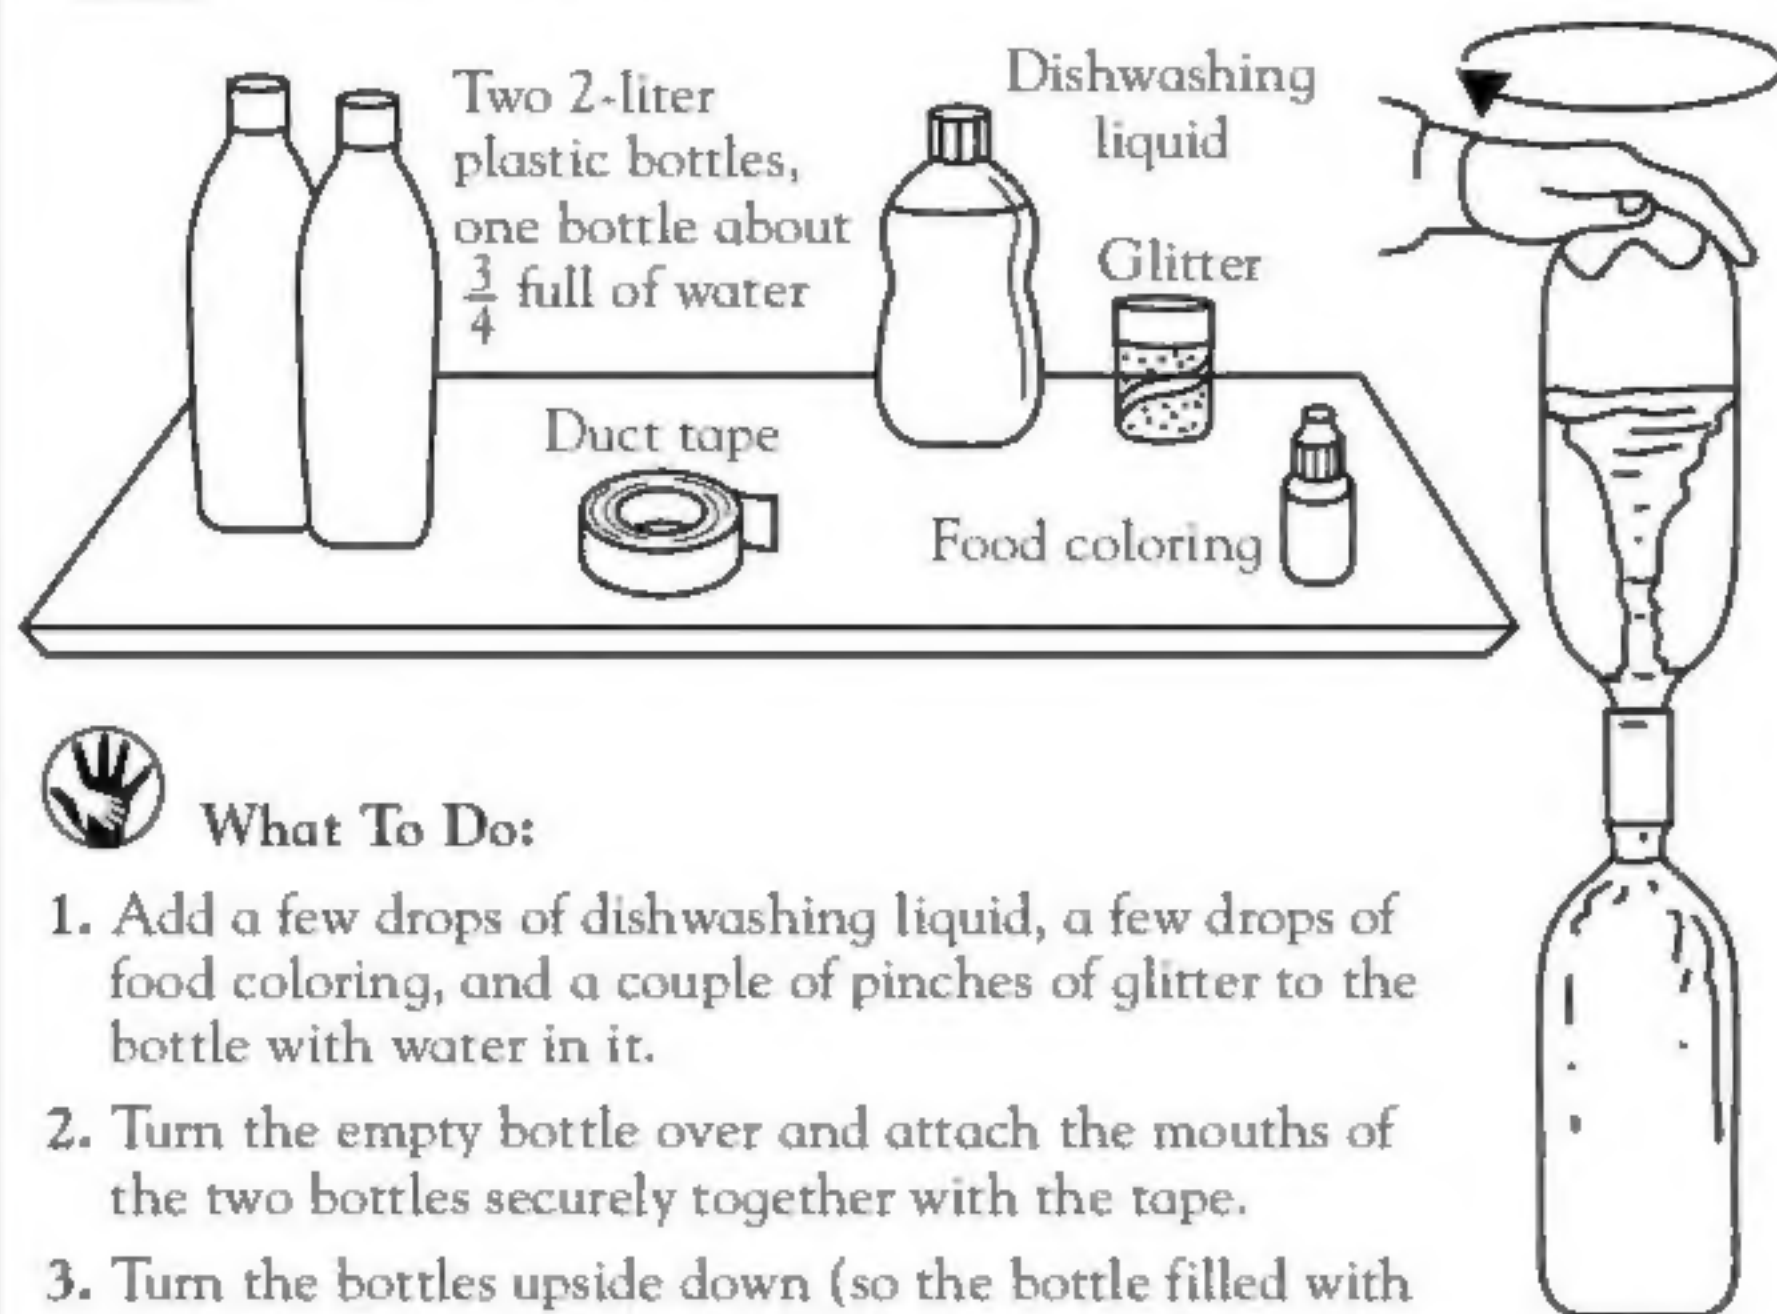 Two 2-liter
plastic bottles,
one bottle about
3/4 full of water
Dishwashing
liquid
Glitter
Duct tape
Food coloring
What To Do:
1. Add a few drops of dishwashing liquid, a few drops of
food coloring, and a couple of pinches of glitter to the
bottle with water in it.
2. Turn the empty bottle over and attach the mouths of
the two bottles securely together with the tape.
3. Turn the bottles upside down (so the bottle filled with